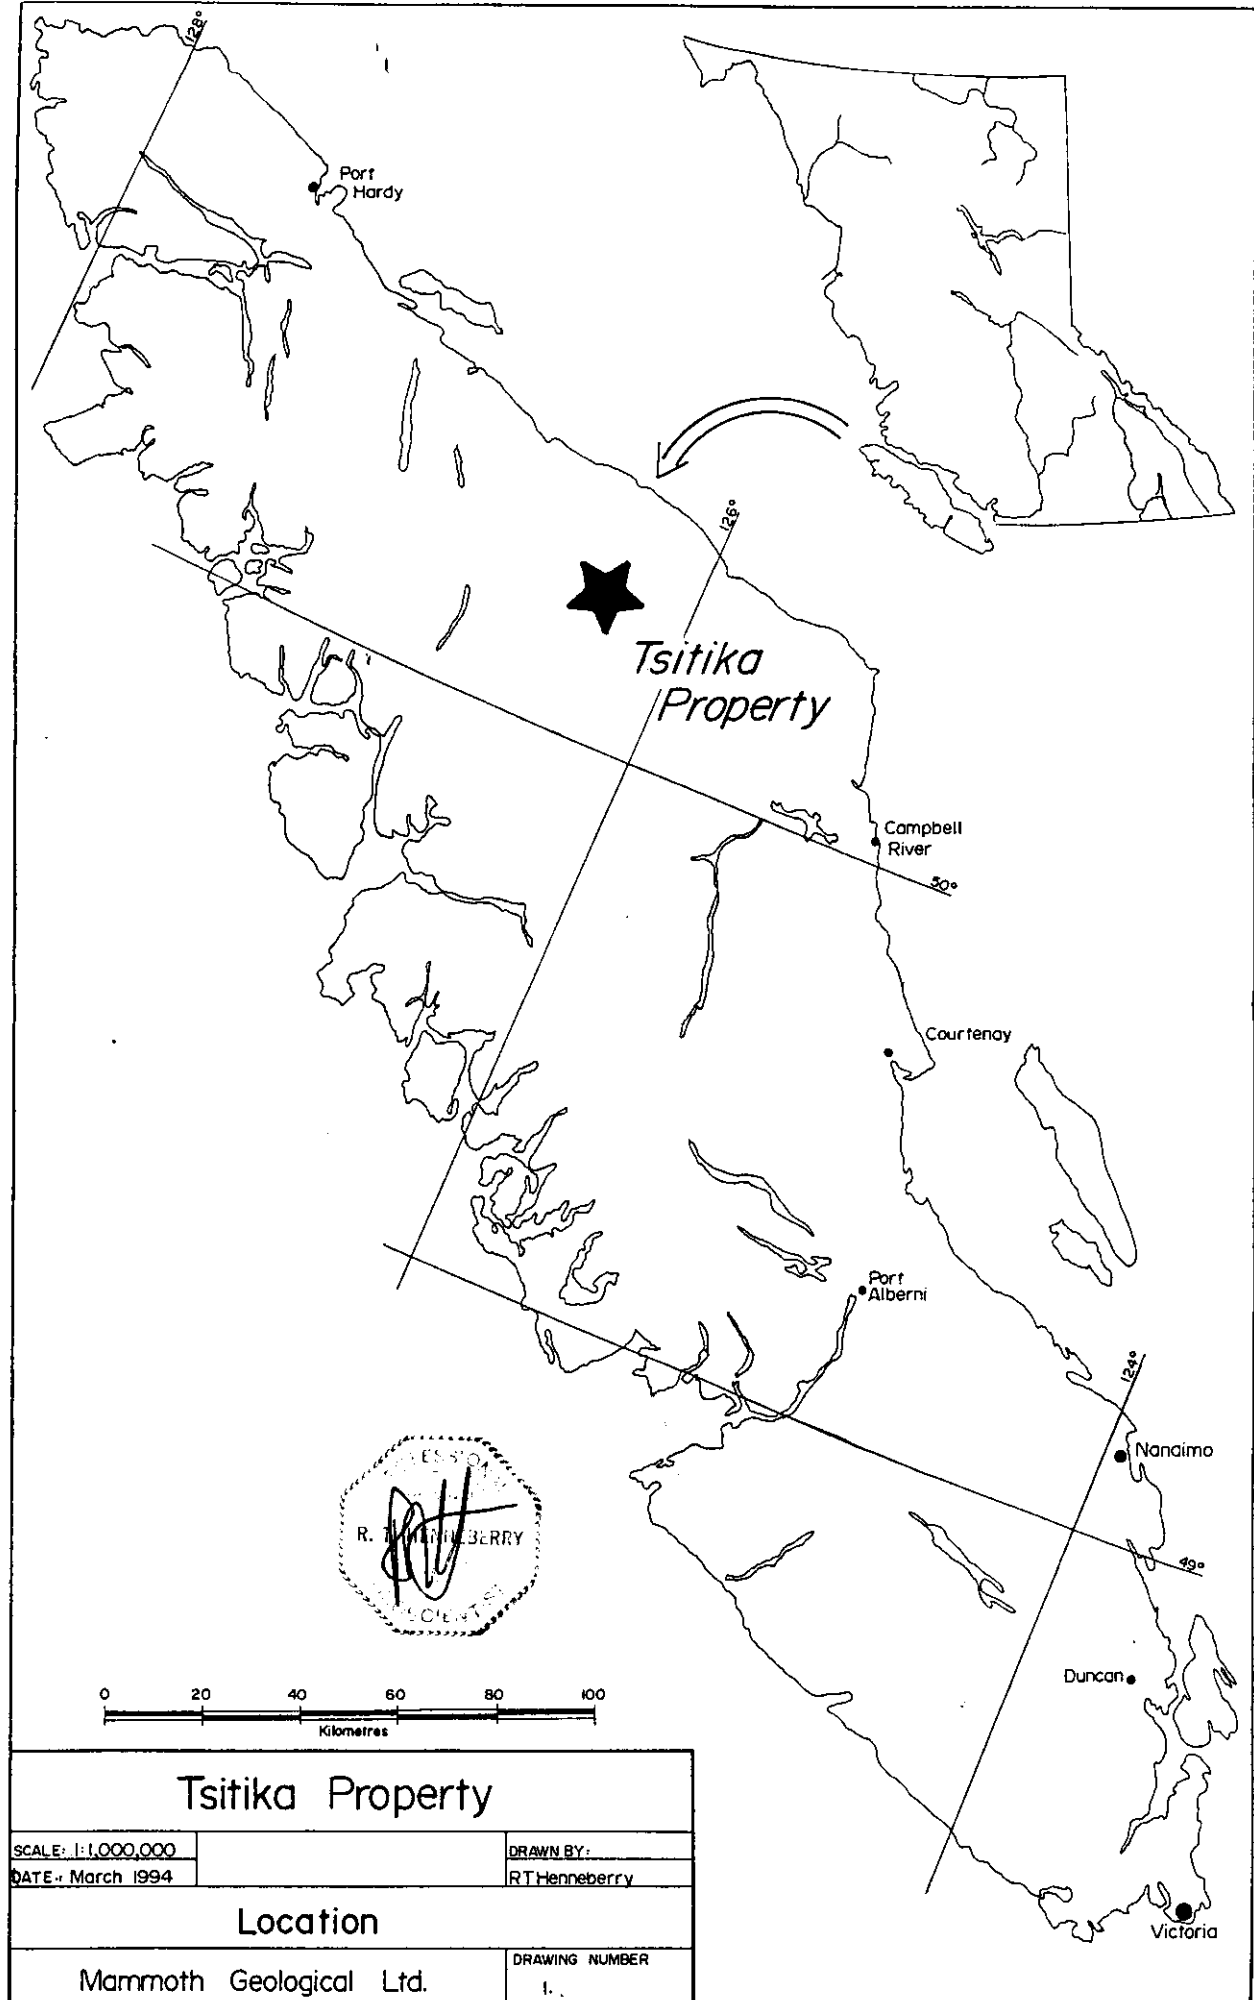 128°
Port
Hardy
126°
Tsitika
Property
Campbell
River
50°
Courtenay
Port
Alberni
124°
Nanaimo
49°
R. T. HENNEBERRY
Duncan
0 20 40 60 80 100
Kilometres
Victoria
Tsitika Property
SCALE: 1:1,000,000
DRAWN BY:
DATE: March 1994
RTHenneberry
Location
Mammoth Geological Ltd.
DRAWING NUMBER
1.